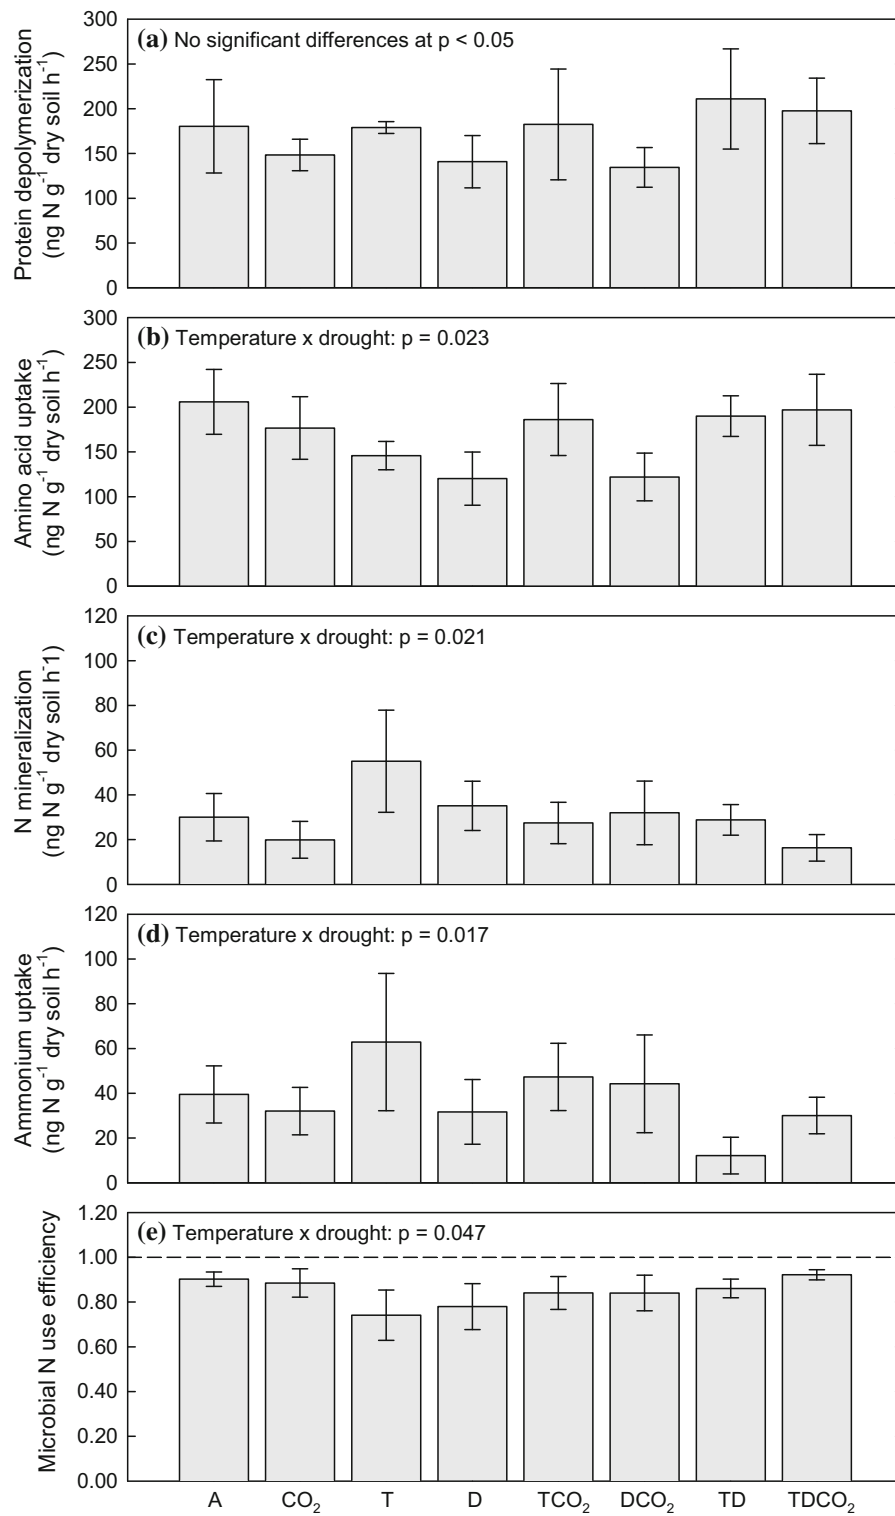 (a) No significant differences at p < 0.05
Protein depolymerization
(ng N g⁻¹ dry soil h⁻¹)
300
250
200
150
100
50
0
(b) Temperature x drought: p = 0.023
Amino acid uptake
(ng N g⁻¹ dry soil h⁻¹)
300
250
200
150
100
50
0
(c) Temperature x drought: p = 0.021
N mineralization
(ng N g⁻¹ dry soil h⁻1)
120
100
80
60
40
20
0
(d) Temperature x drought: p = 0.017
Ammonium uptake
(ng N g⁻¹ dry soil h⁻¹)
120
100
80
60
40
20
0
(e) Temperature x drought: p = 0.047
Microbial N use efficiency
1.20
1.00
0.80
0.60
0.40
0.20
0.00
A CO₂ T D TCO₂ DCO₂ TD TDCO₂